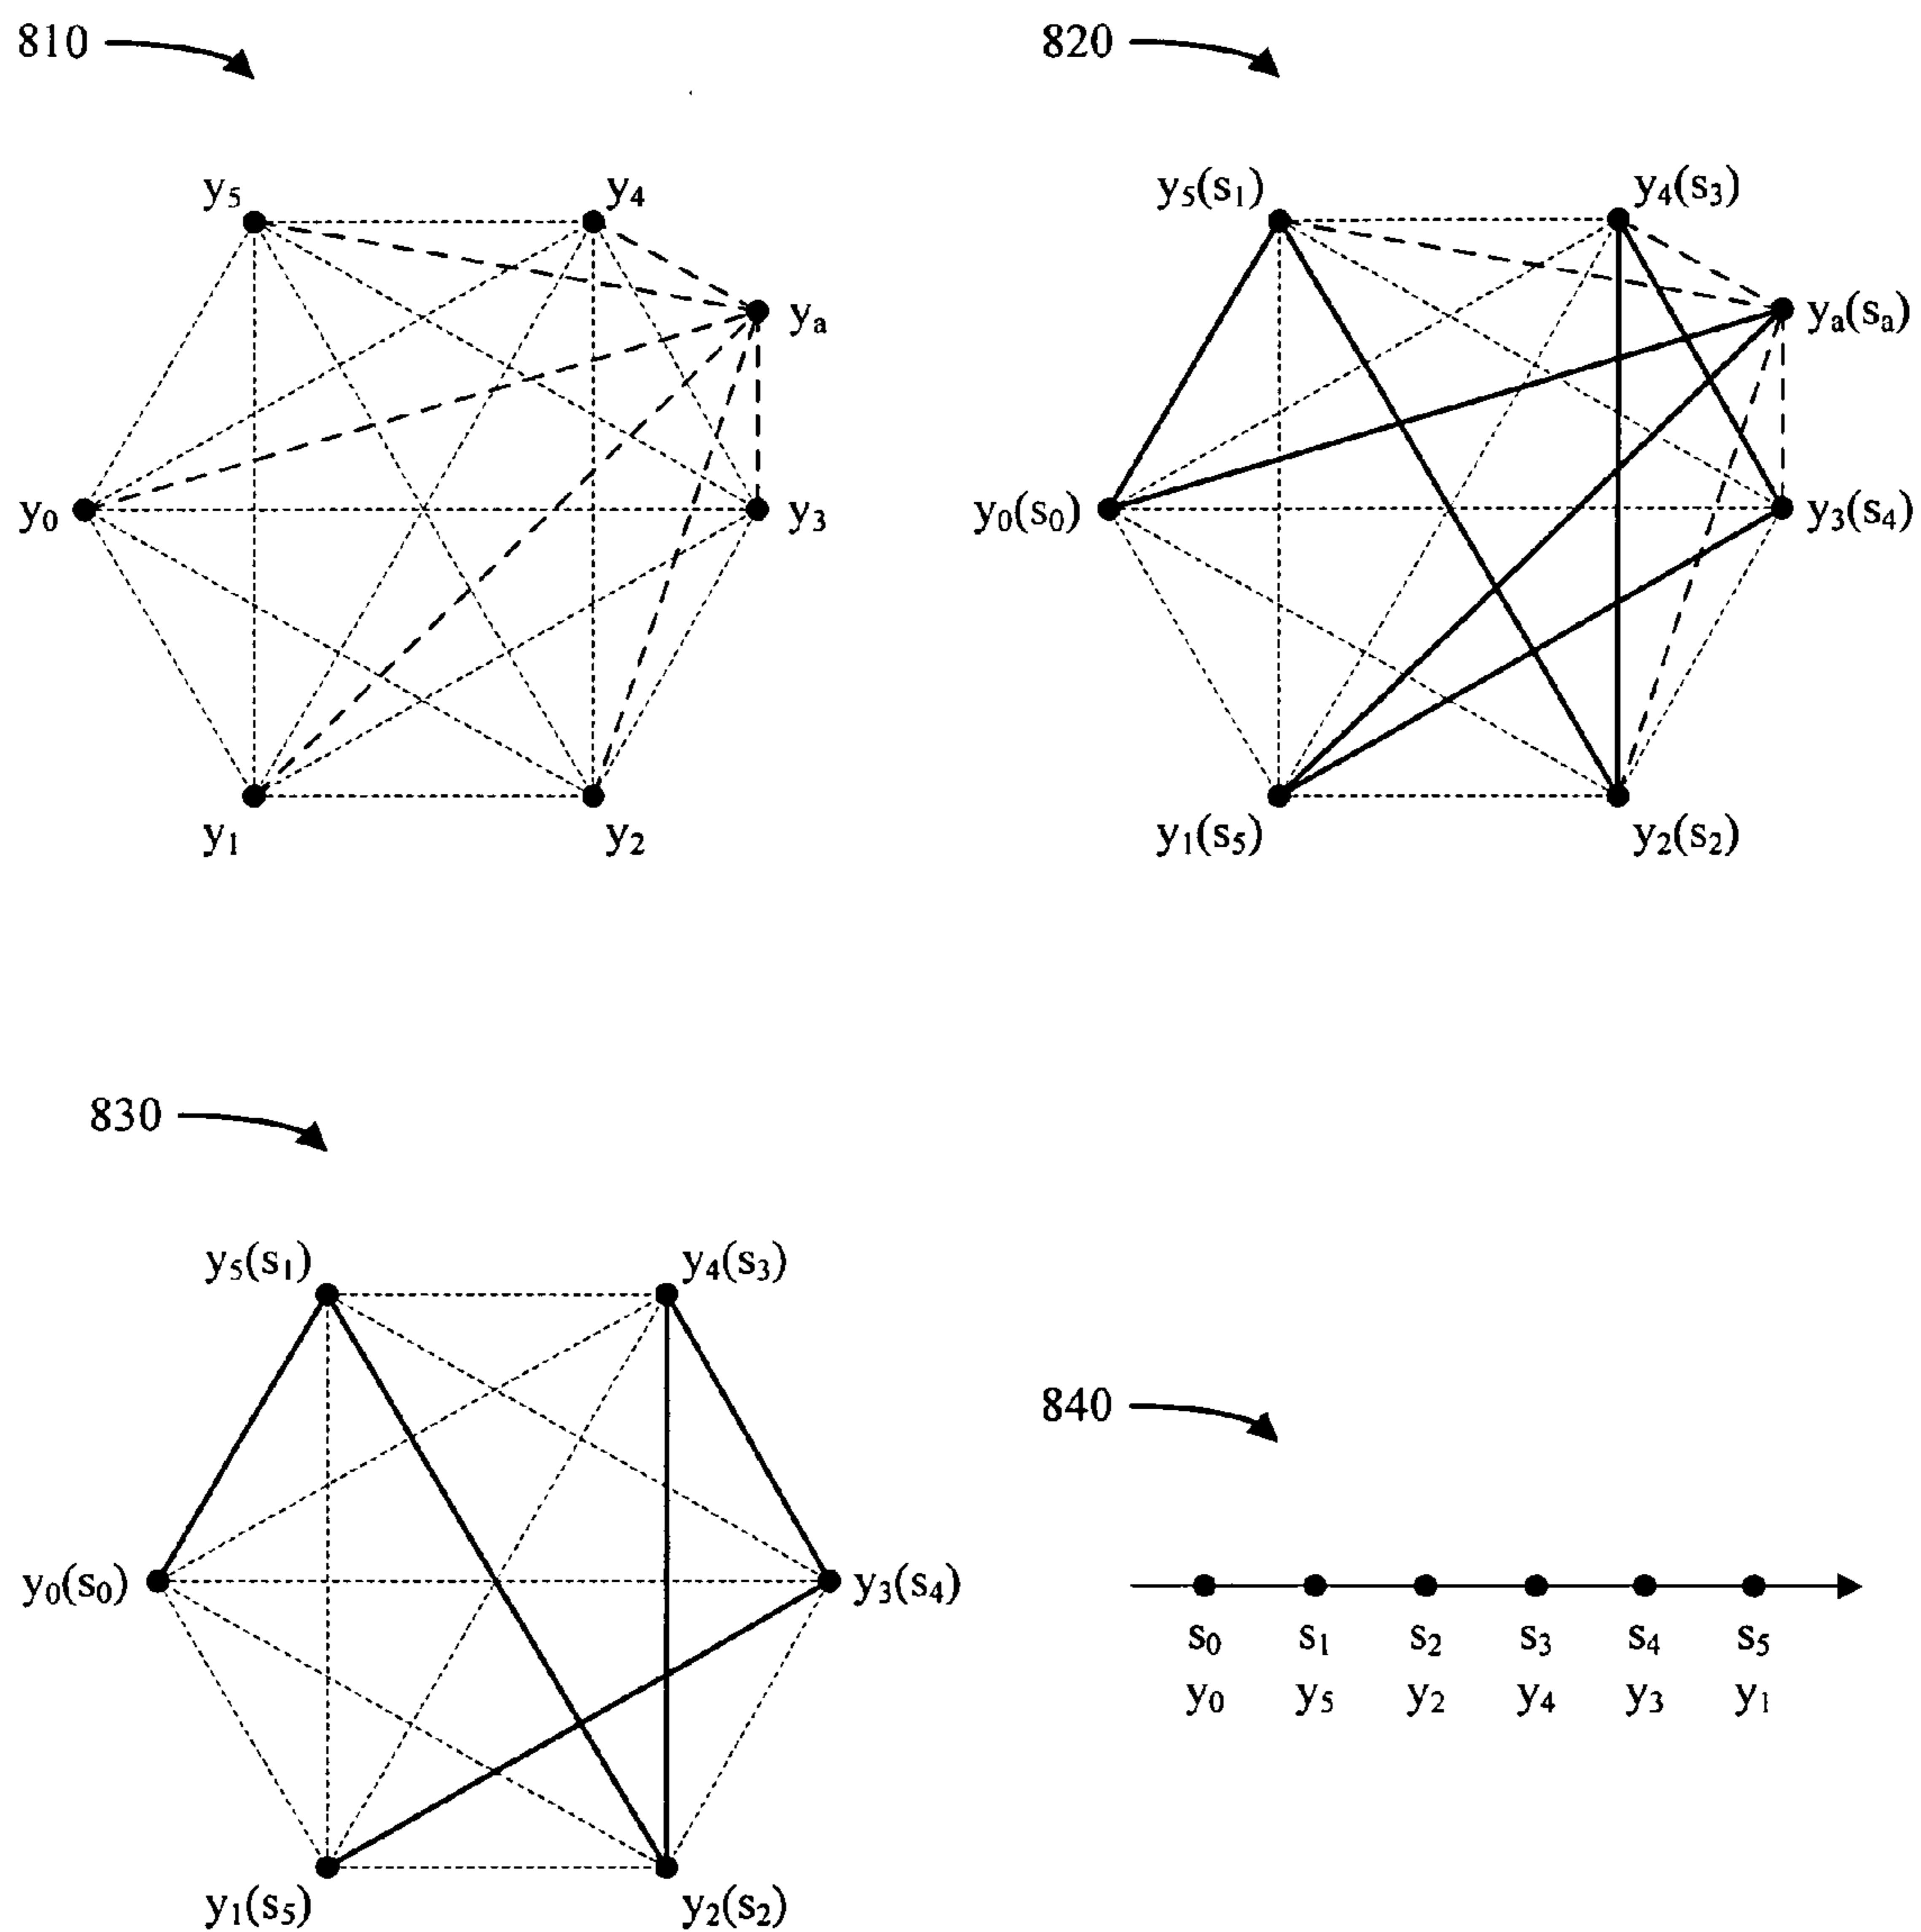 810
y₅
y₄
yₐ
y₀
y₃
y₁
y₂
820
y₅(s₁)
y₄(s₃)
yₐ(sₐ)
y₀(s₀)
y₃(s₄)
y₁(s₅)
y₂(s₂)
830
y₅(s₁)
y₄(s₃)
y₀(s₀)
y₃(s₄)
y₁(s₅)
y₂(s₂)
840
s₀ s₁ s₂ s₃ s₄ s₅
y₀ y₅ y₂ y₄ y₃ y₁